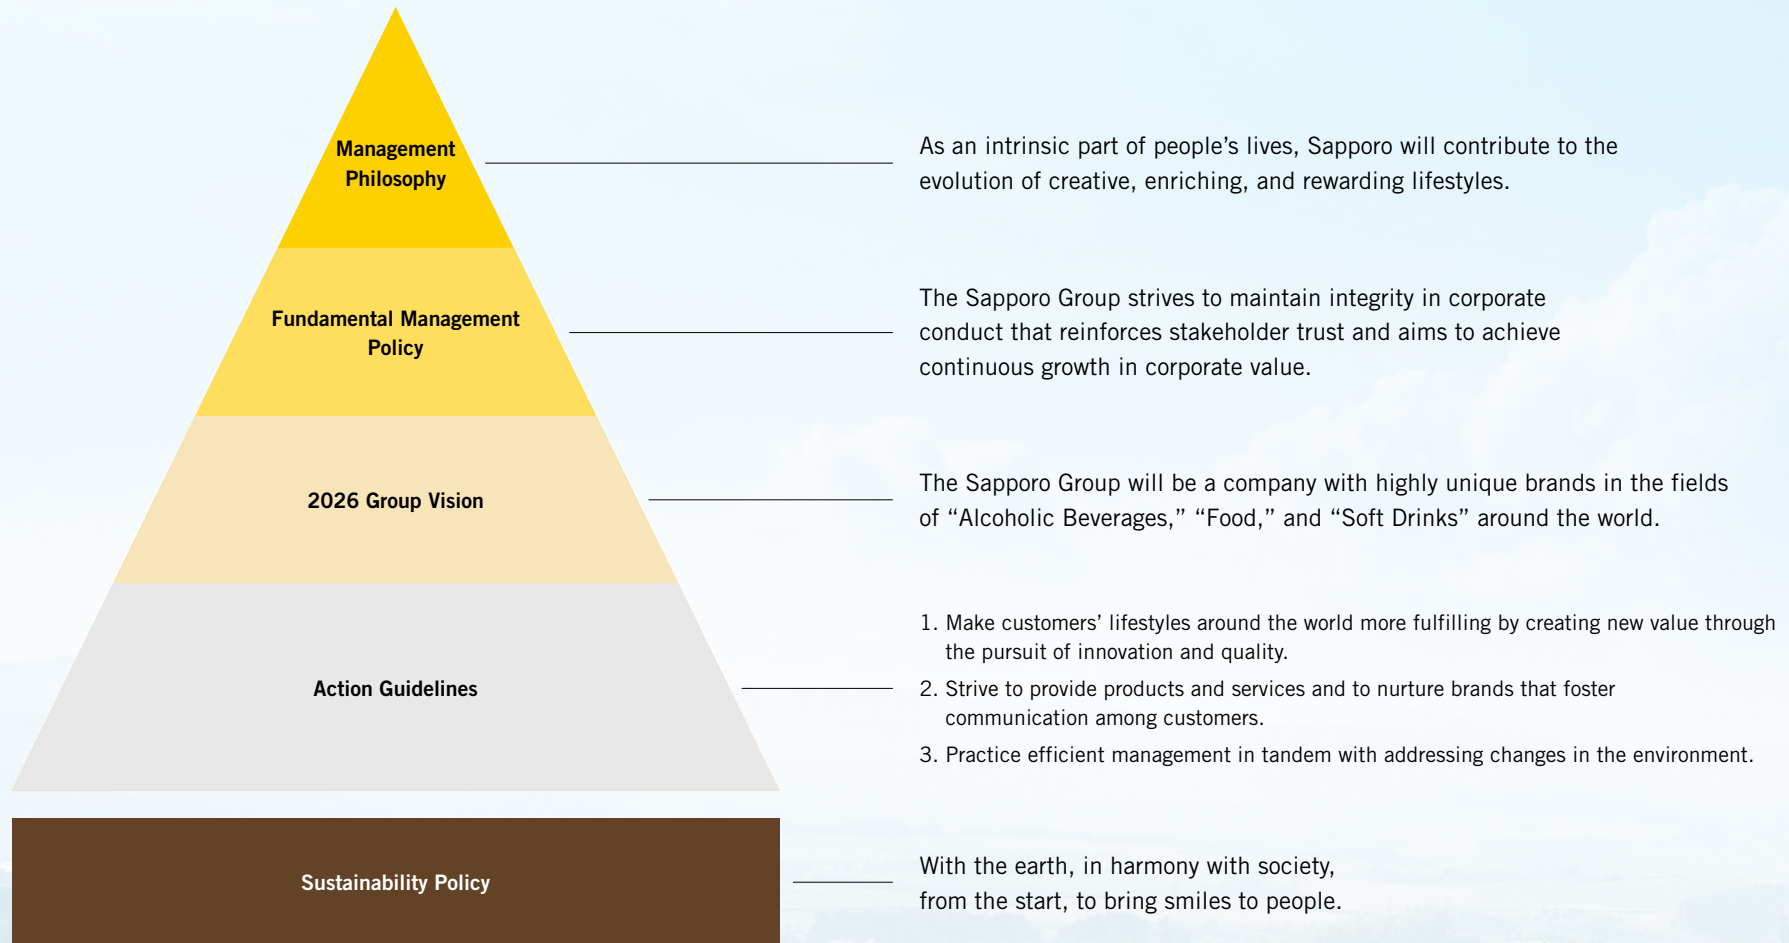 Management
Philosophy
As an intrinsic part of people’s lives, Sapporo will contribute to the
evolution of creative, enriching, and rewarding lifestyles.
Fundamental Management
Policy
The Sapporo Group strives to maintain integrity in corporate
conduct that reinforces stakeholder trust and aims to achieve
continuous growth in corporate value.
2026 Group Vision
The Sapporo Group will be a company with highly unique brands in the fields
of “Alcoholic Beverages,” “Food,” and “Soft Drinks” around the world.
Action Guidelines
1. Make customers’ lifestyles around the world more fulfilling by creating new value through
the pursuit of innovation and quality.
2. Strive to provide products and services and to nurture brands that foster
communication among customers.
3. Practice efficient management in tandem with addressing changes in the environment.
Sustainability Policy
With the earth, in harmony with society,
from the start, to bring smiles to people.